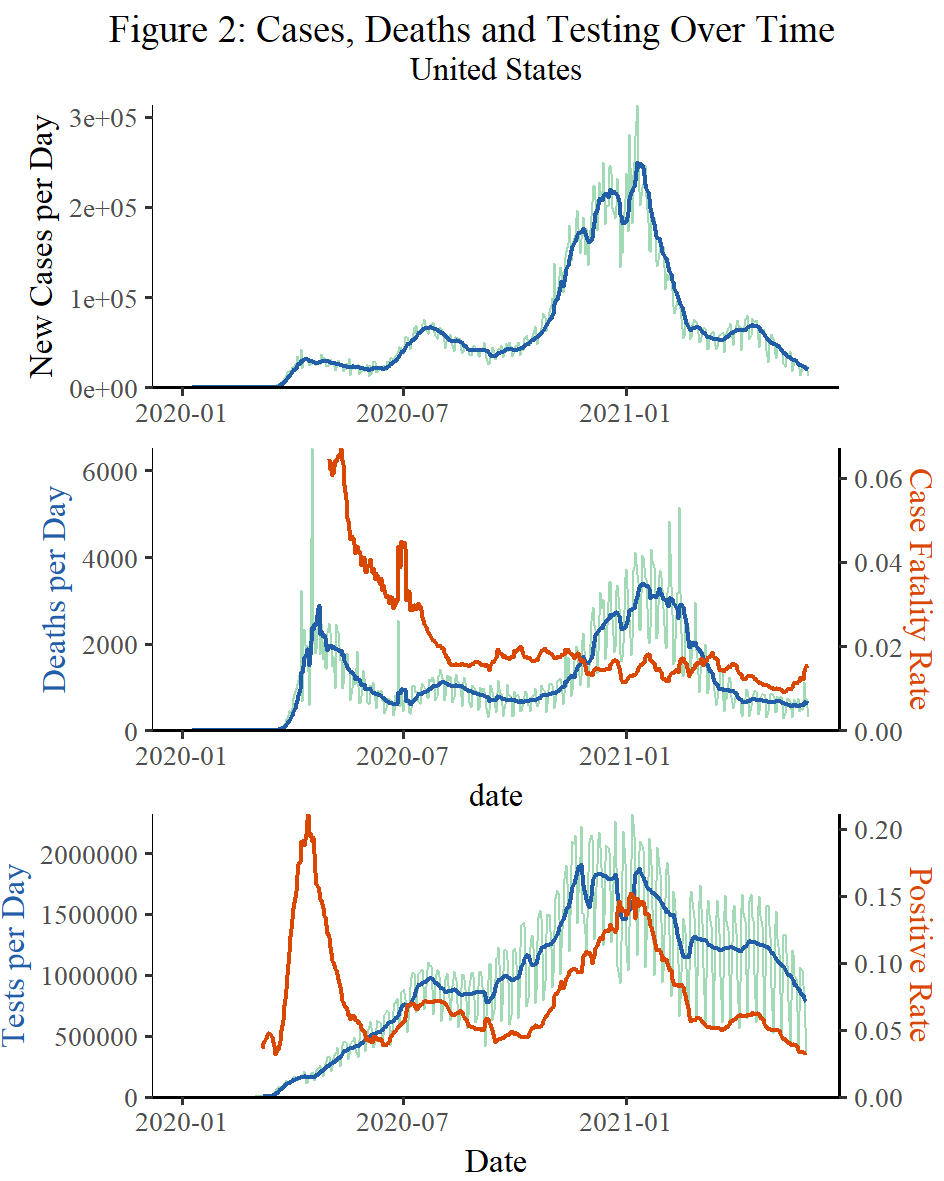 Figure 2: Cases, Deaths and Testing Over Time
United States
New Cases per Day
3e+05
2e+05
1e+05
0e+00
2020-01
2020-07
2021-01
Deaths per Day
6000
4000
2000
0
0.06
0.04
0.02
0.00
Case Fatality Rate
2020-01
2020-07
2021-01
date
Tests per Day
2000000
1500000
1000000
500000
0
0.20
0.15
0.10
0.05
0.00
Positive Rate
2020-01
2020-07
2021-01
Date